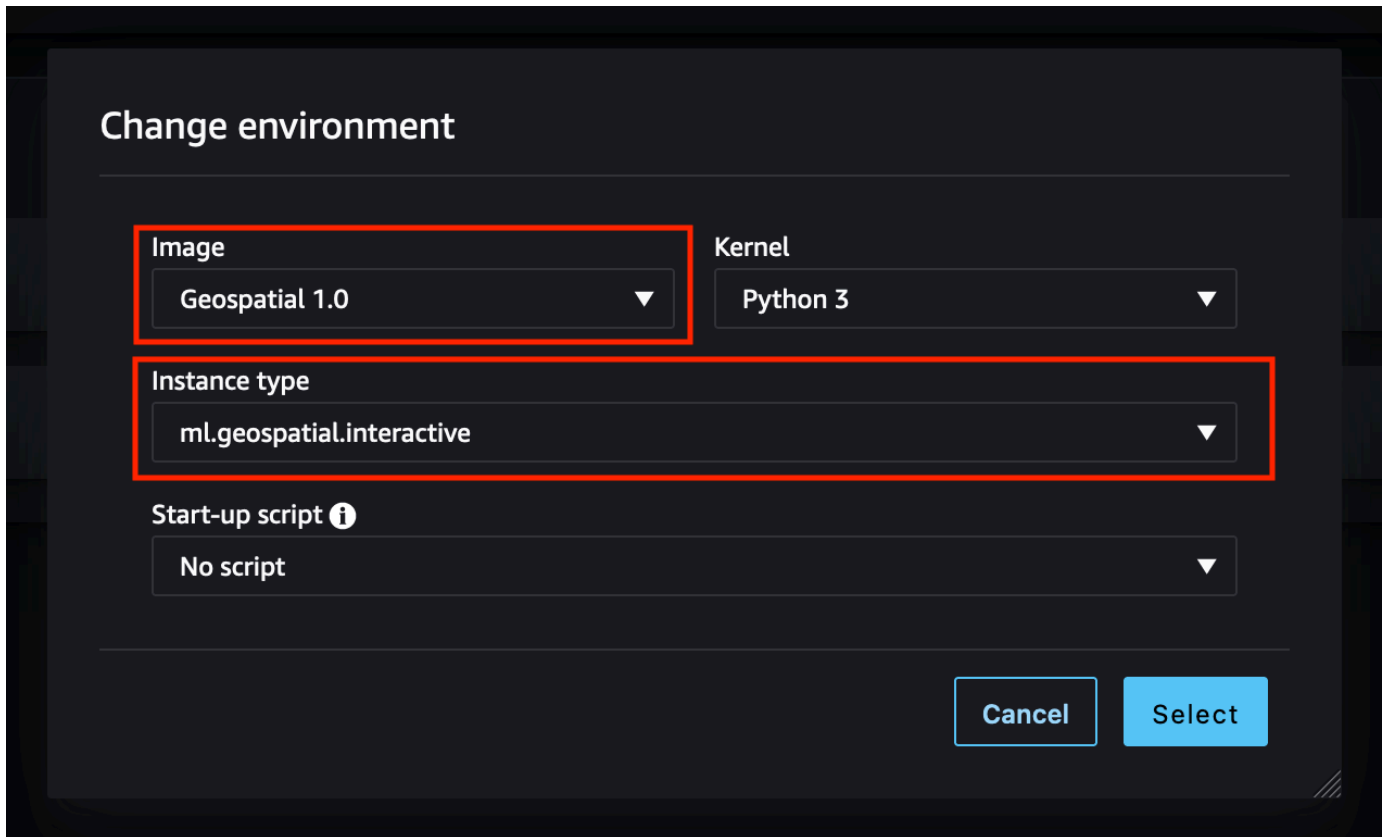 Change environment
Image
Kernel
Geospatial 1.0
Python 3
Instance type
ml.geospatial.interactive
Start-up script
No script
Cancel
Select